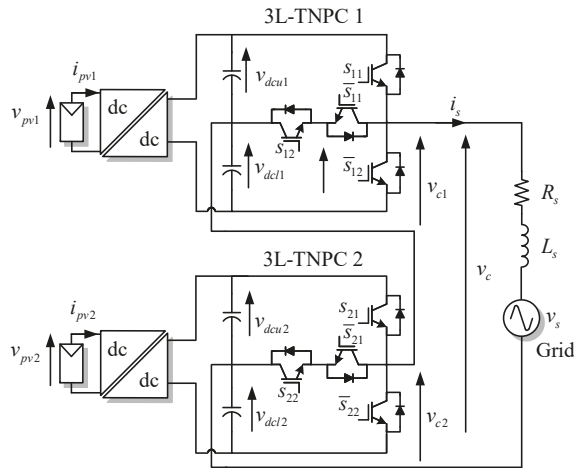 3L-TNPC 1
i_pv1
v_pv1
dc
dc
v_dcu1
v_dcl1
s_11
s̅_11
s_12
s̅_12
i_s
v_c1
v_c
R_s
L_s
v_s
Grid
3L-TNPC 2
i_pv2
v_pv2
dc
dc
v_dcu2
v_dcl2
s_21
s̅_21
s_22
s̅_22
v_c2